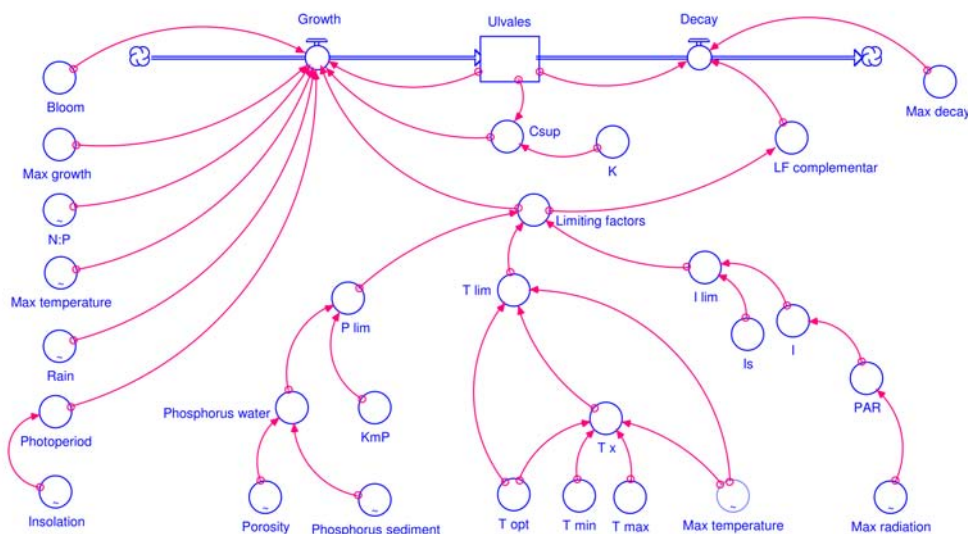 Growth
Ulvales
Decay
Bloom
Max decay
Csup
K
LF complementar
Max growth
N:P
Limiting factors
Max temperature
T lim
I lim
P lim
Is
I
Rain
PAR
Photoperiod
Phosphorus water
KmP
T x
Insolation
Porosity
Phosphorus sediment
T opt
T min
T max
Max temperature
Max radiation
~
~
~
~
~
~
~
~